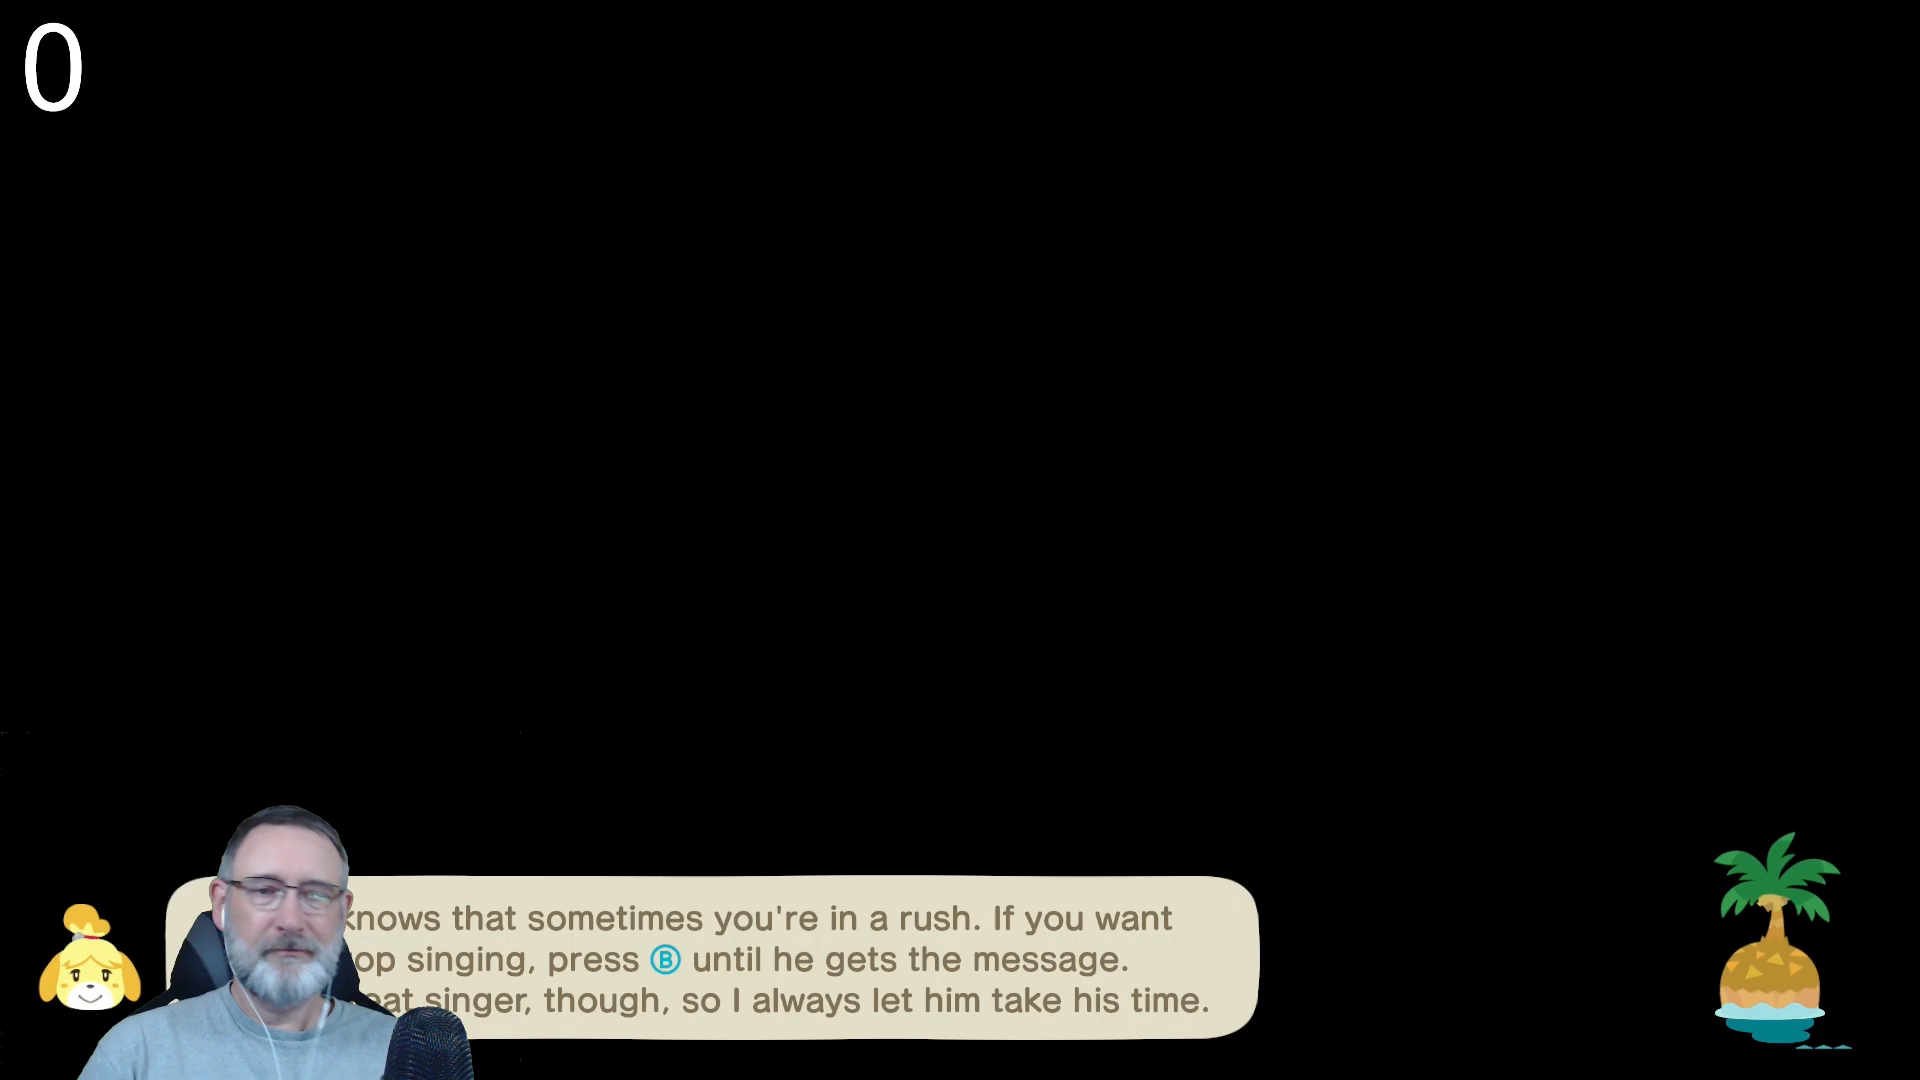 0
knows that sometimes you're in a rush. If you want
op singing, press B until he gets the message.
eat singer, though, so I always let him take his time.